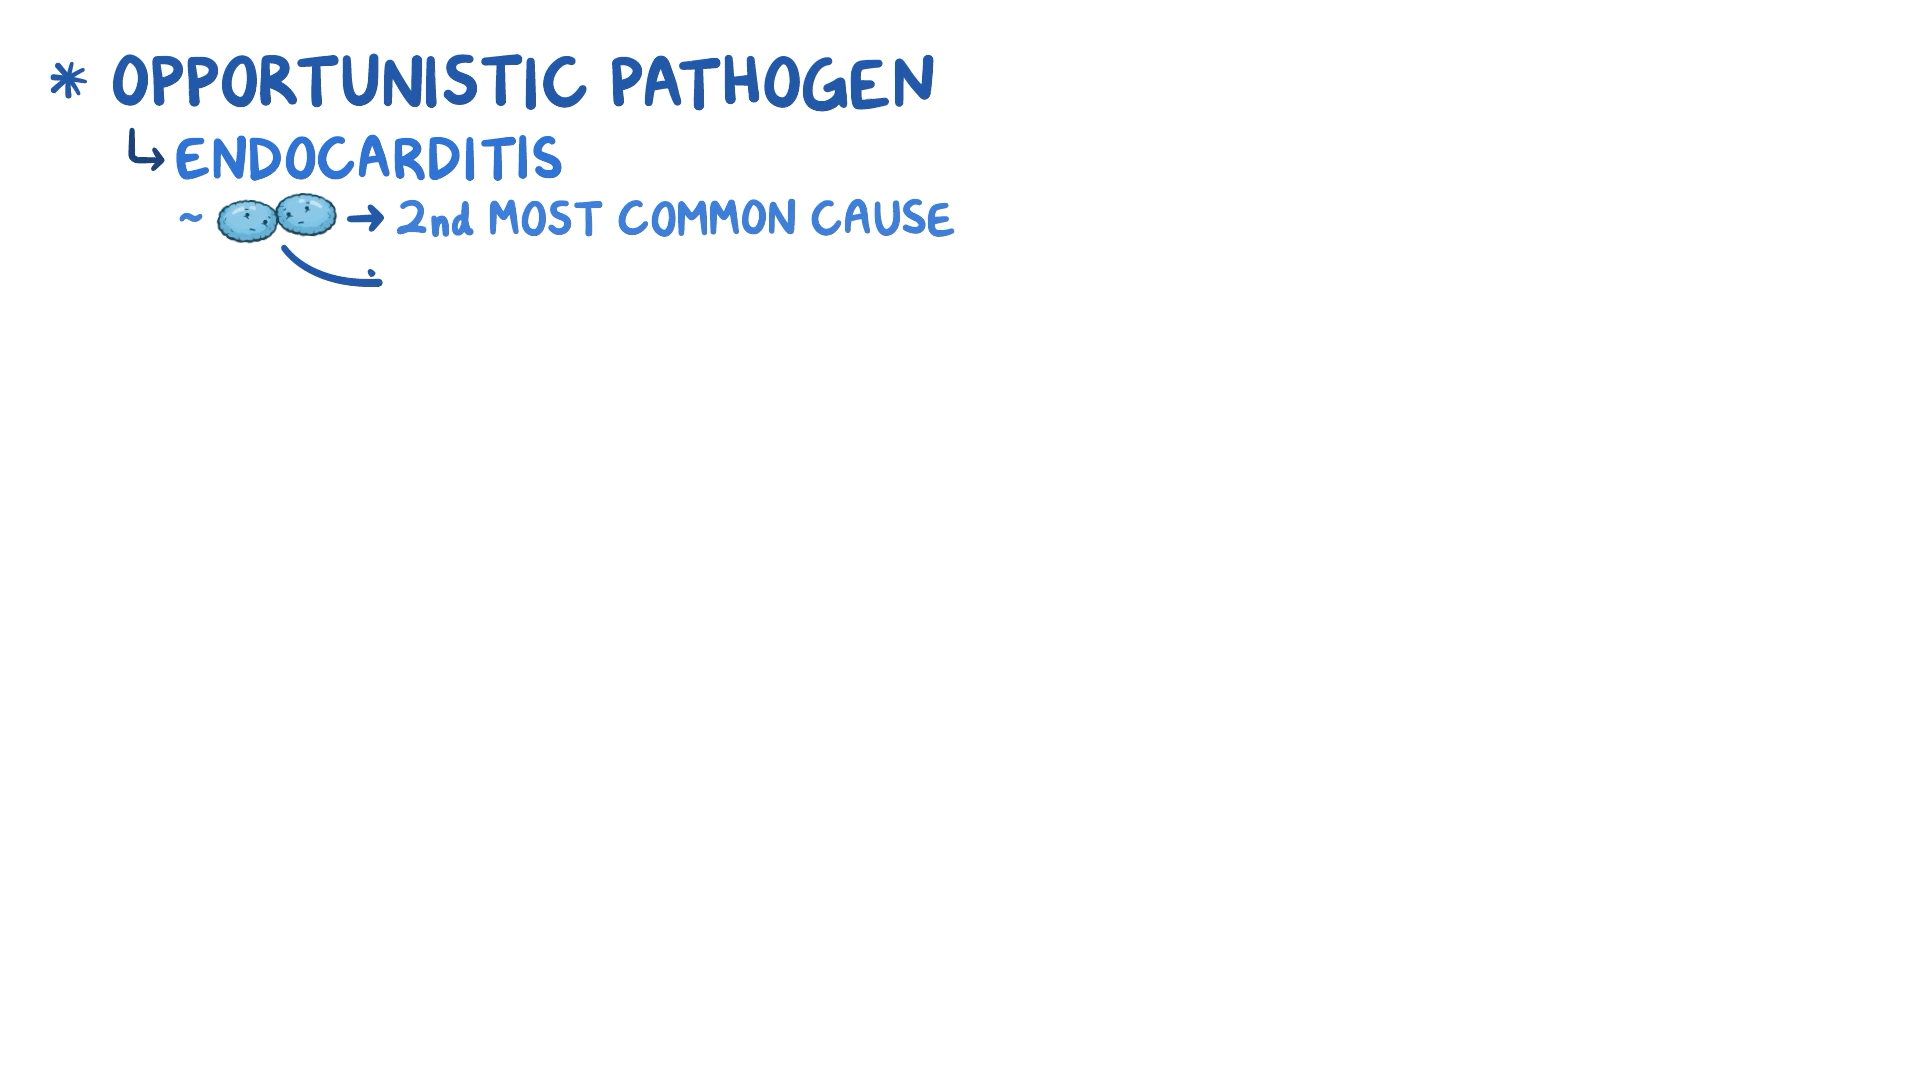 * OPPORTUNISTIC PATHOGEN
↳ ENDOCARDITIS
~ → 2nd MOST COMMON CAUSE